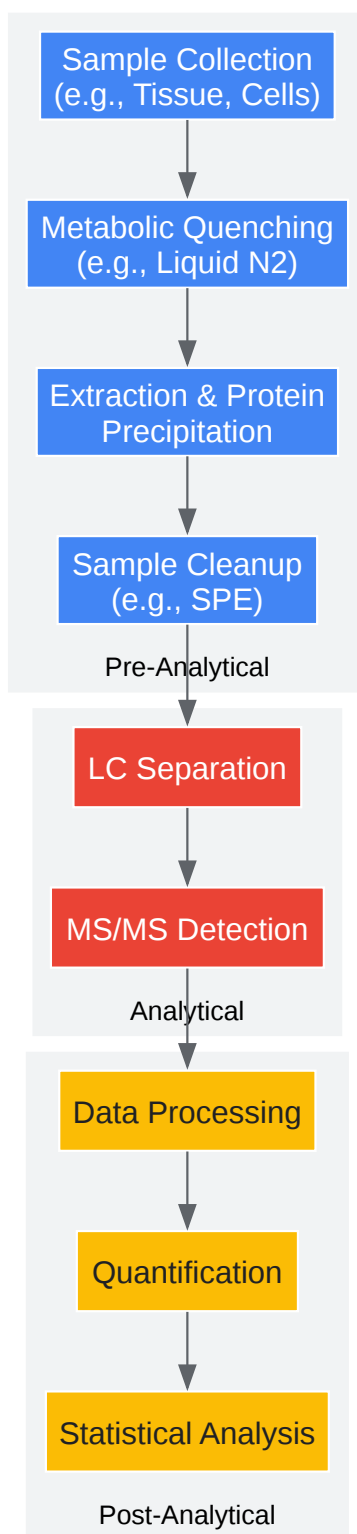 Sample Collection
(e.g., Tissue, Cells)
Metabolic Quenching
(e.g., Liquid N2)
Extraction & Protein
Precipitation
Sample Cleanup
(e.g., SPE)
Pre-Analytical
LC Separation
MS/MS Detection
Analytical
Data Processing
Quantification
Statistical Analysis
Post-Analytical